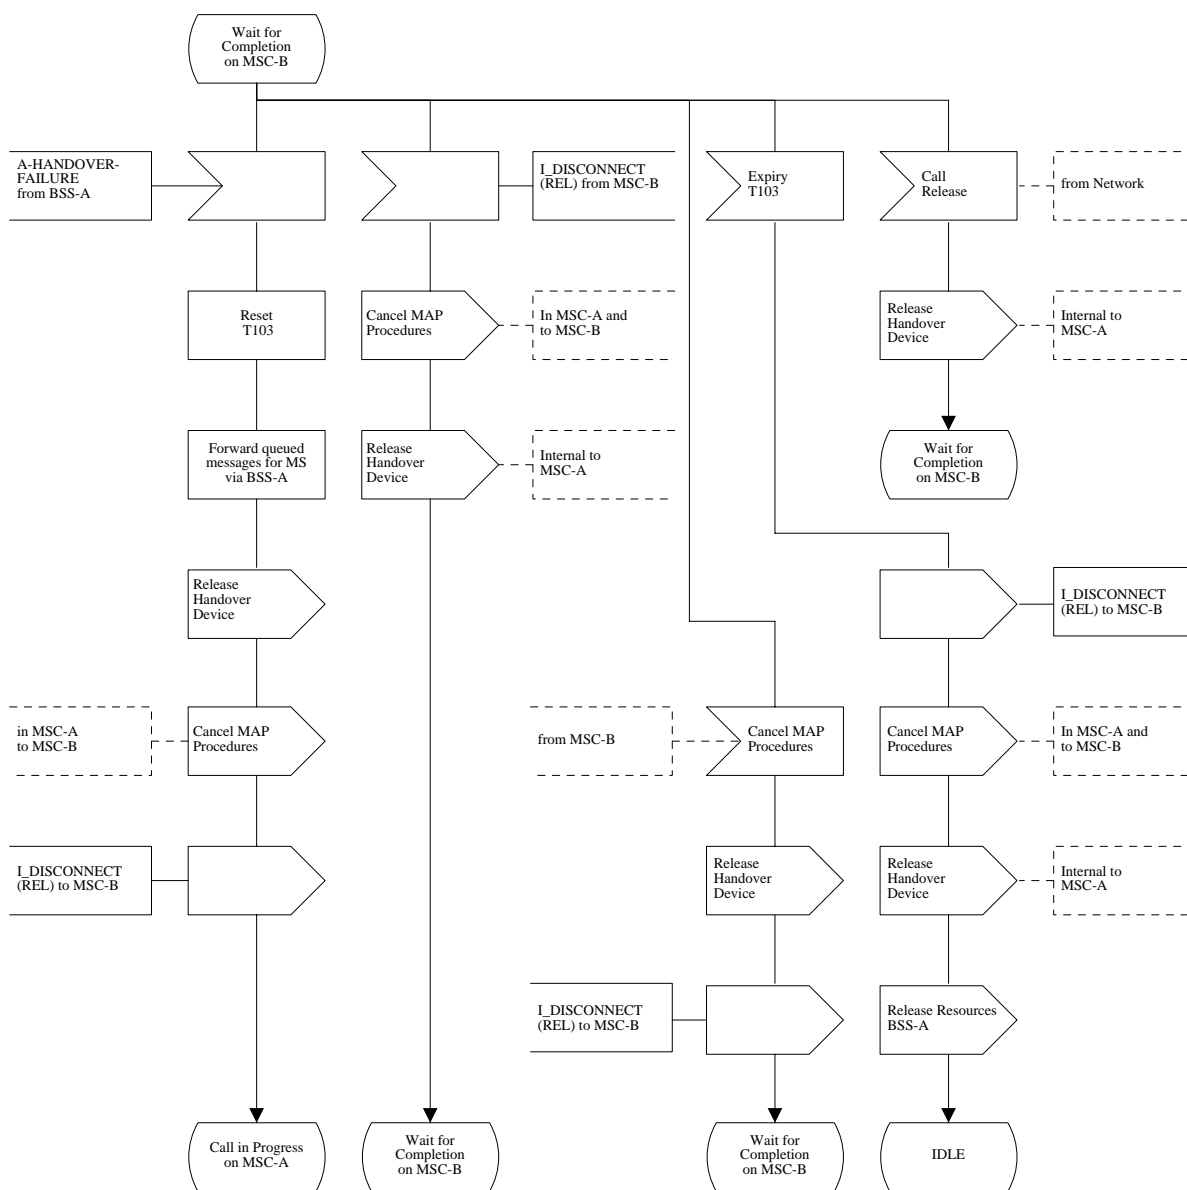 Wait for
Completion
on MSC-B
A-HANDOVER-
FAILURE
from BSS-A
I_DISCONNECT
(REL) from MSC-B
Expiry
T103
Call
Release
from Network
Reset
T103
Cancel MAP
Procedures
In MSC-A and
to MSC-B
Release
Handover
Device
Internal to
MSC-A
Forward queued
messages for MS
via BSS-A
Release
Handover
Device
Internal to
MSC-A
Wait for
Completion
on MSC-B
Release
Handover
Device
I_DISCONNECT
(REL) to MSC-B
in MSC-A
to MSC-B
Cancel MAP
Procedures
from MSC-B
Cancel MAP
Procedures
Cancel MAP
Procedures
In MSC-A and
to MSC-B
I_DISCONNECT
(REL) to MSC-B
Release
Handover
Device
Release
Handover
Device
Internal to
MSC-A
I_DISCONNECT
(REL) to MSC-B
Release Resources
BSS-A
Call in Progress
on MSC-A
Wait for
Completion
on MSC-B
Wait for
Completion
on MSC-B
IDLE